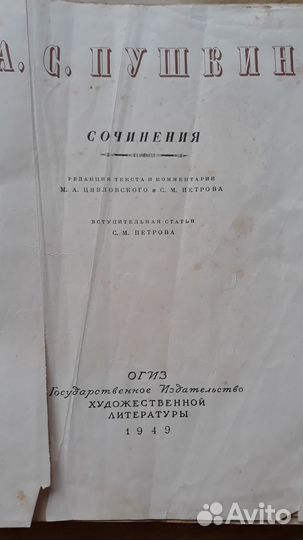 А. С. ПУШКИН
СОЧИНЕНИЯ
РЕДАКЦИЯ ТЕКСТА И КОММЕНТАРИИ
М. А. ЦЯВЛОВСКОГО и С. М. ПЕТРОВА
ВСТУПИТЕЛЬНАЯ СТАТЬЯ
С. М. ПЕТРОВА
ОГИЗ
Государственное Издательство
ХУДОЖЕСТВЕННОЙ
ЛИТЕРАТУРЫ
1949
Avito